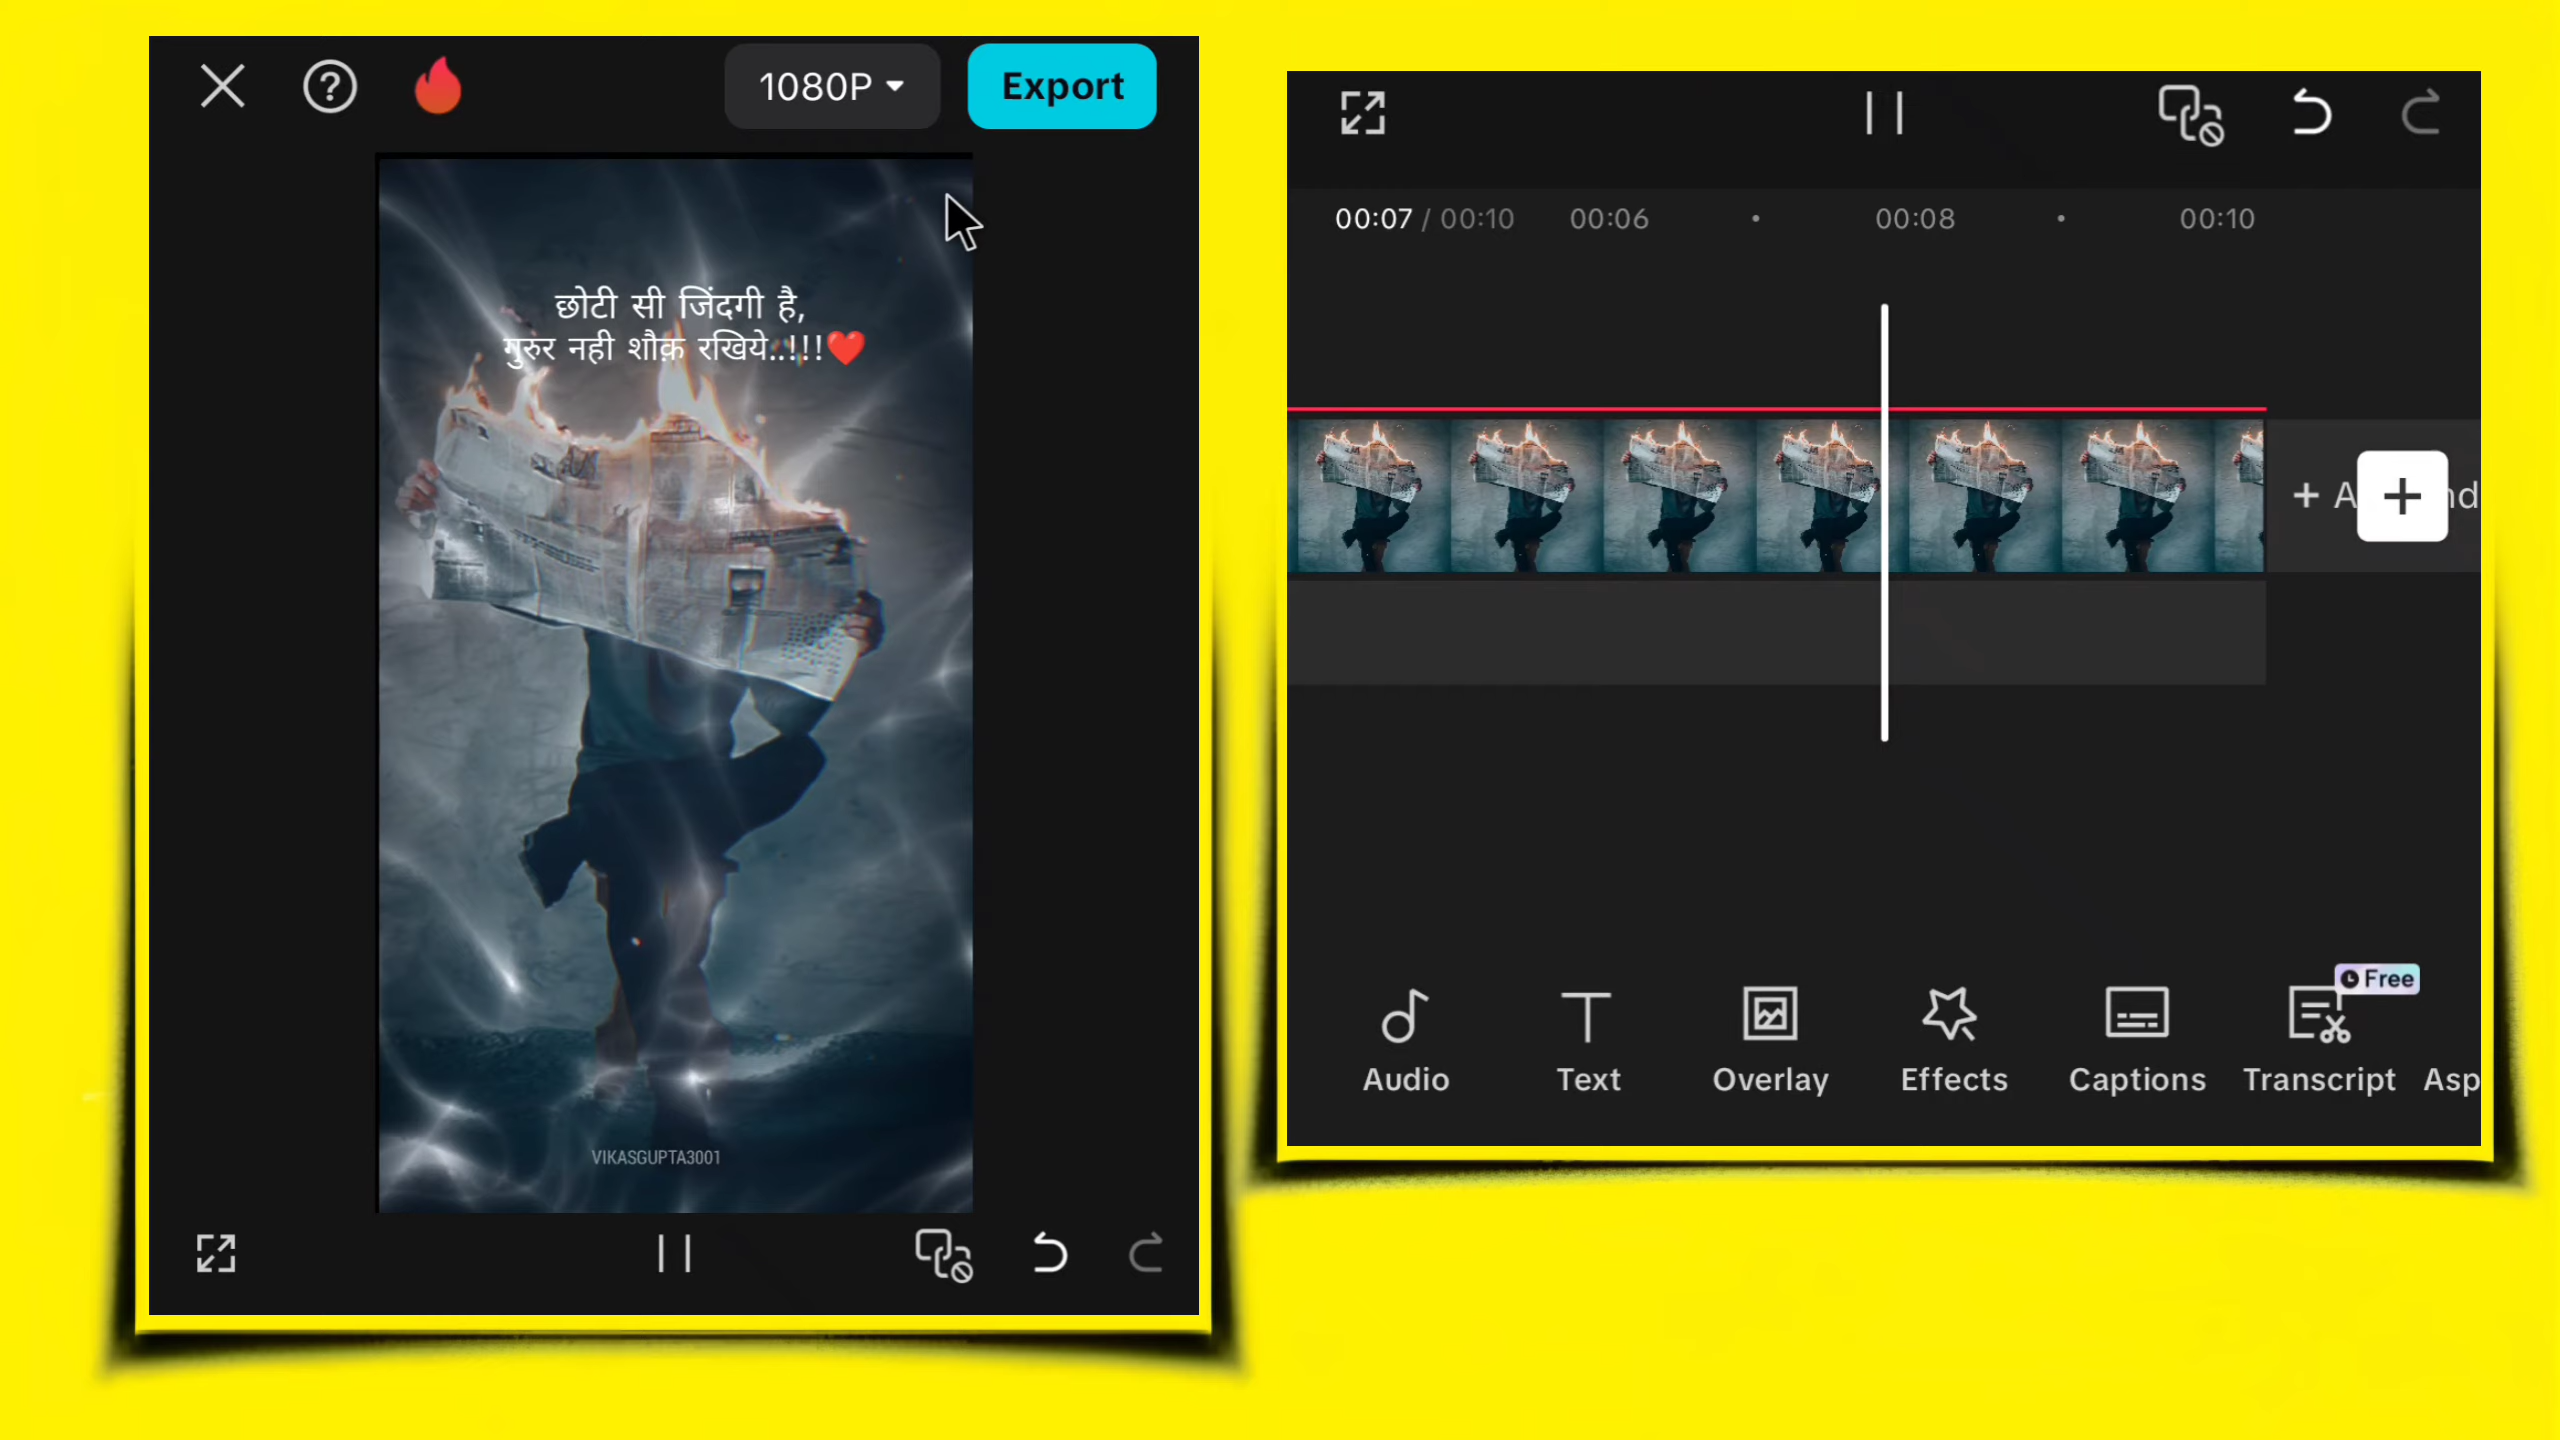 1080P
Export
छोटी सी जिंदगी है,
गुरुर नही शौक़ रखिये..!!!❤️
VIKASGUPTA3001
00:07 / 00:10 00:06 00:08 00:10
+ A nd
Free
Audio Text Overlay Effects Captions Transcript Asp